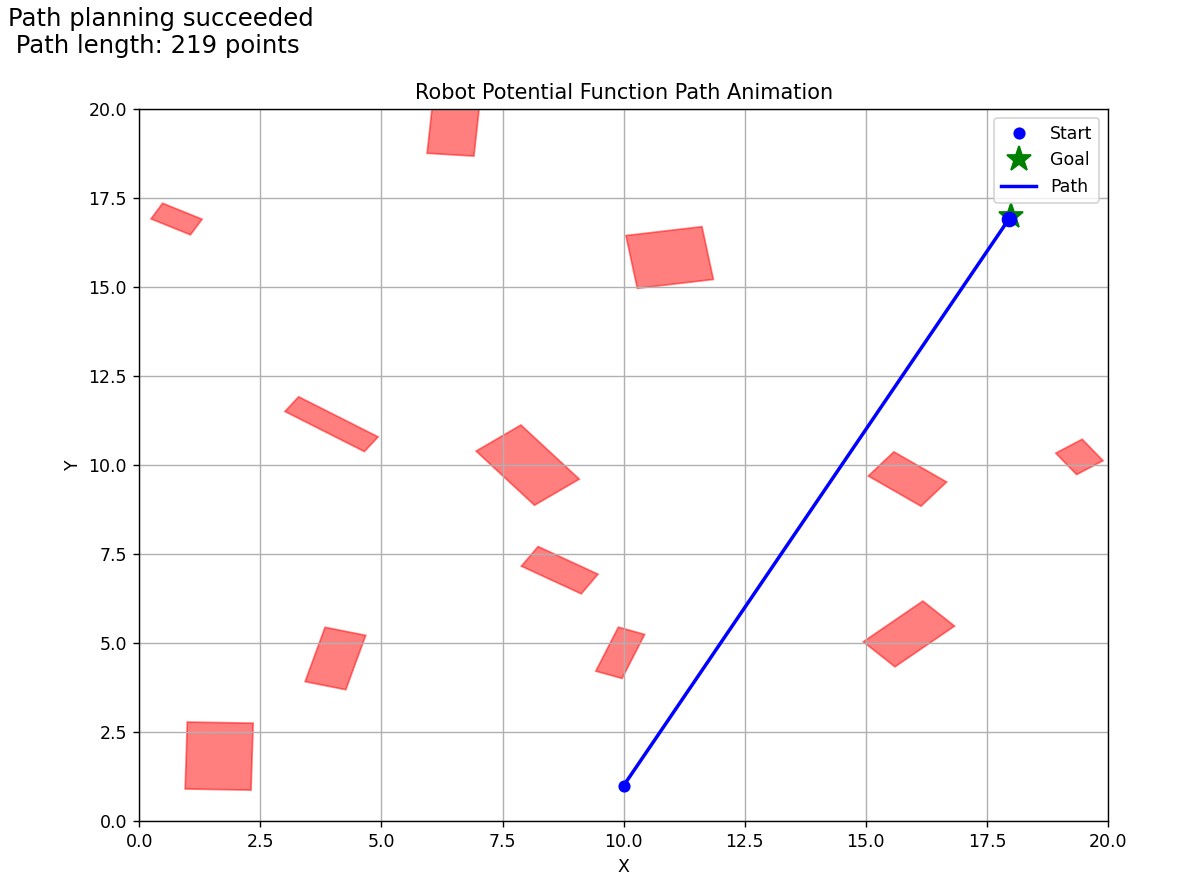 Path planning succeeded
Path length: 219 points
Robot Potential Function Path Animation
20.0
17.5
15.0
12.5
10.0
7.5
5.0
2.5
0.0
Y
Start
Goal
Path
0.0 2.5 5.0 7.5 10.0 12.5 15.0 17.5 20.0
X